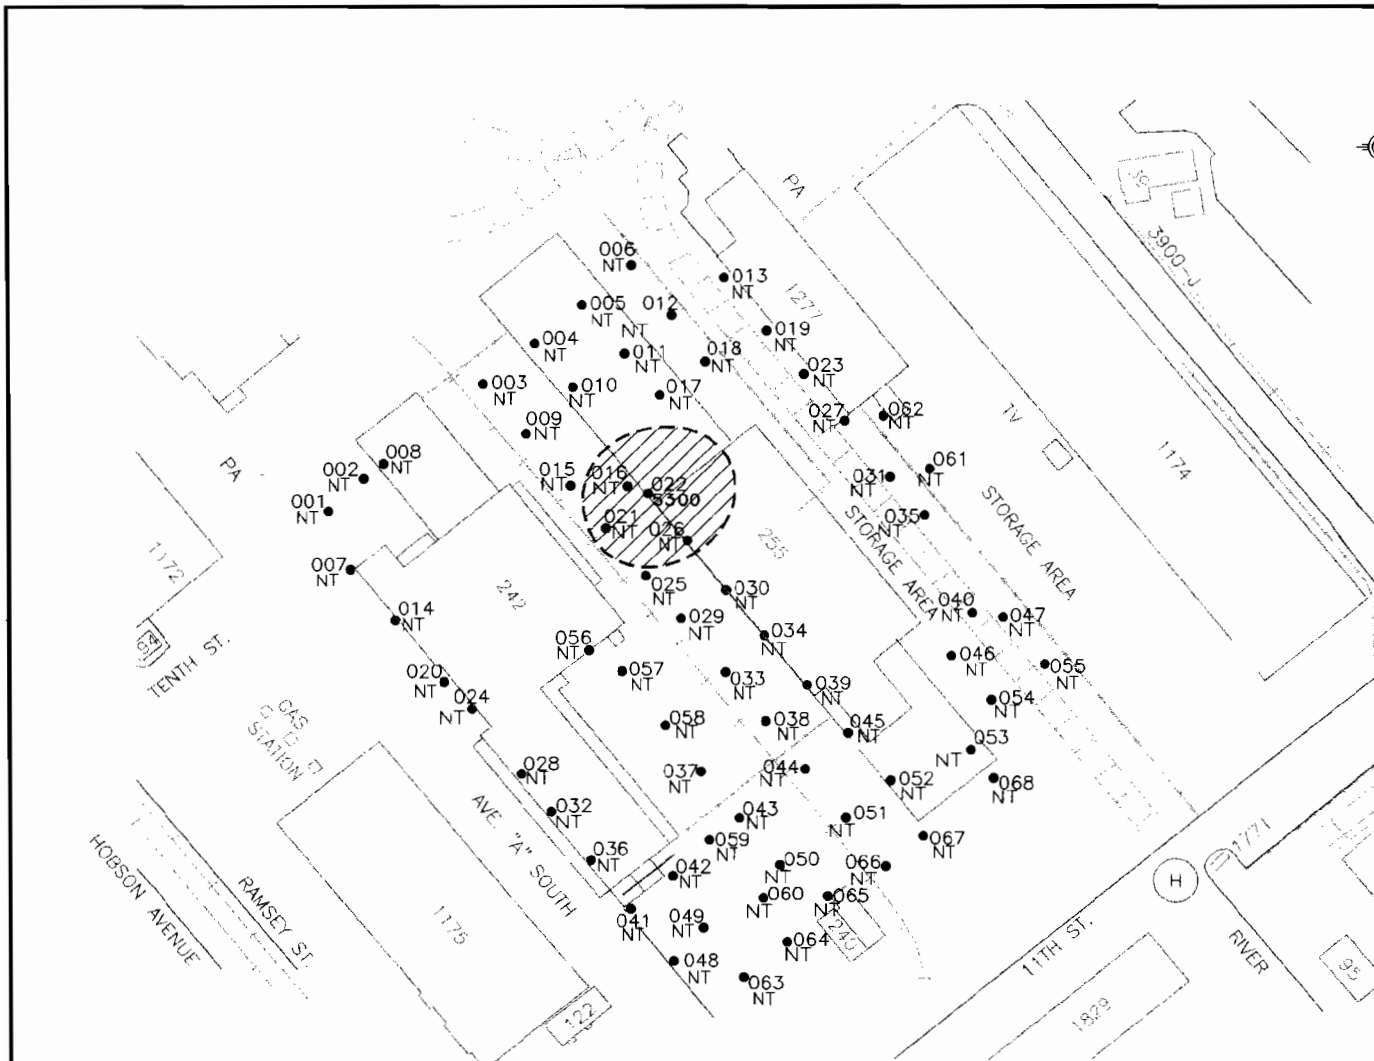 39
3900-J
PA
006
NT
013
NT
1277
005
NT
012
NT
019
NT
004
NT
011
NT
018
NT
023
NT
003
NT
010
NT
017
NT
027
NT
062
NT
TV
009
NT
1174
008
NT
002
NT
PA
061
NT
031
NT
015
NT
016
NT
022
5300
001
NT
035
NT
STORAGE AREA
STORAGE AREA
021
NT
026
NT
255
1172
007
NT
025
NT
242
030
NT
040
NT
047
NT
014
NT
029
NT
034
NT
TENTH ST.
056
NT
046
NT
055
NT
057
NT
033
NT
039
NT
020
NT
024
NT
054
NT
GAS
STATION
058
NT
038
NT
045
NT
053
NT
028
NT
037
NT
044
NT
052
NT
068
NT
032
NT
AVE. "A" SOUTH
043
NT
051
NT
059
NT
067
NT
1771
036
NT
042
NT
050
NT
066
NT
H
HOBSON AVENUE
RAMSEY ST.
060
NT
065
NT
041
NT
049
NT
1175
240
064
NT
11TH ST.
RIVER
048
NT
063
NT
95
122
1829